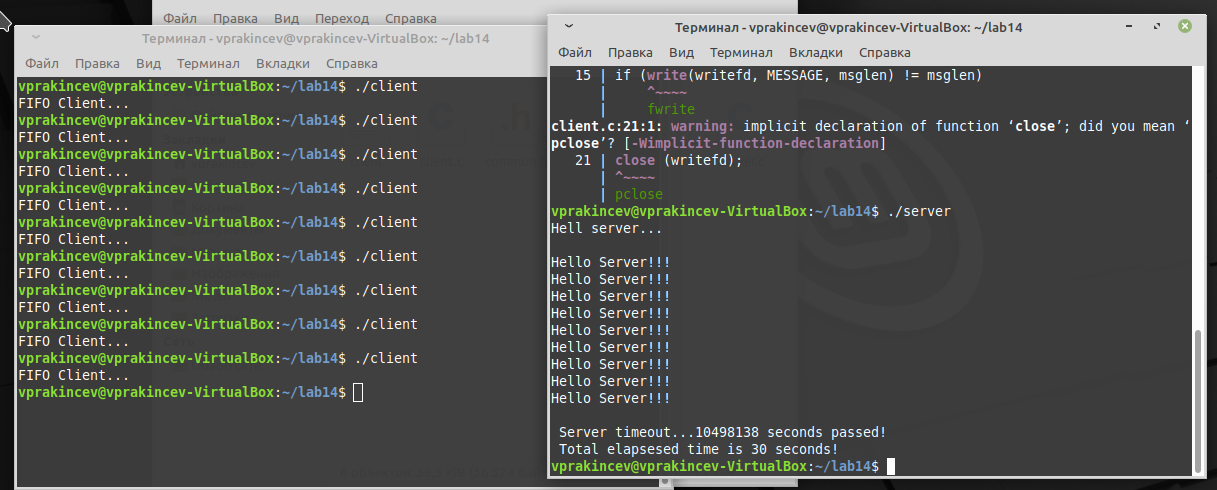 Файл Правка Вид Переход Справка
Терминал - vprakincev@vprakincev-VirtualBox: ~/lab14
Файл Правка Вид Терминал Вкладки Справка
vprakincev@vprakincev-VirtualBox:~/lab14$ ./client
FIFO Client...
vprakincev@vprakincev-VirtualBox:~/lab14$ ./client
FIFO Client...
vprakincev@vprakincev-VirtualBox:~/lab14$ ./client
FIFO Client...
vprakincev@vprakincev-VirtualBox:~/lab14$ ./client
FIFO Client...
vprakincev@vprakincev-VirtualBox:~/lab14$ ./client
FIFO Client...
vprakincev@vprakincev-VirtualBox:~/lab14$ ./client
FIFO Client...
vprakincev@vprakincev-VirtualBox:~/lab14$ ./client
FIFO Client...
vprakincev@vprakincev-VirtualBox:~/lab14$ ./client
FIFO Client...
vprakincev@vprakincev-VirtualBox:~/lab14$ ./client
FIFO Client...
vprakincev@vprakincev-VirtualBox:~/lab14$
Терминал - vprakincev@vprakincev-VirtualBox: ~/lab14
Файл Правка Вид Терминал Вкладки Справка
15 | if (write(writefd, MESSAGE, msglen) != msglen)
| ^~~~~
| fwrite
client.c:21:1: warning: implicit declaration of function ‘close’; did you mean ‘
pclose’? [-Wimplicit-function-declaration]
21 | close (writefd);
| ^~~~~
| pclose
vprakincev@vprakincev-VirtualBox:~/lab14$ ./server
Hell server...
Hello Server!!!
Hello Server!!!
Hello Server!!!
Hello Server!!!
Hello Server!!!
Hello Server!!!
Hello Server!!!
Hello Server!!!
Hello Server!!!
Server timeout...10498138 seconds passed!
Total elapsesed time is 30 seconds!
vprakincev@vprakincev-VirtualBox:~/lab14$